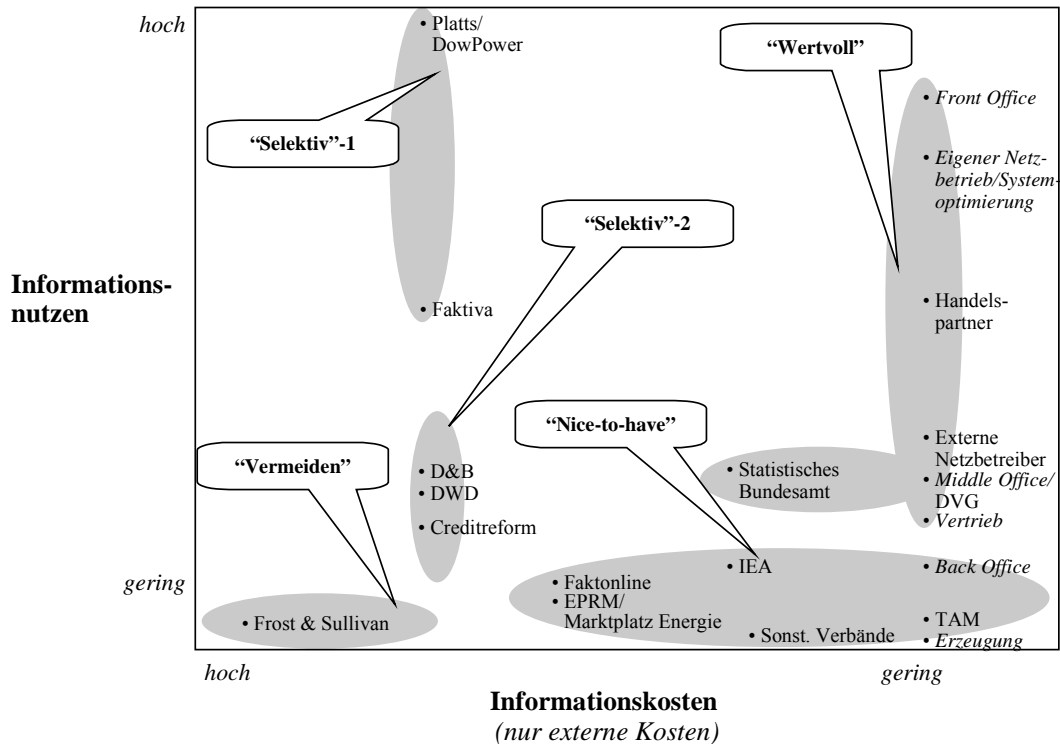 hoch
• Platts/
DowPower
“Wertvoll”
• Front Office
“Selektiv”-1
• Eigener Netz-
betrieb/System-
optimierung
“Selektiv”-2
Informations-
nutzen
• Faktiva
• Handels-
partner
“Nice-to-have”
“Vermeiden”
• D&B
• DWD
• Creditreform
• Statistisches
Bundesamt
• Externe
Netzbetreiber
• Middle Office/
DVG
• Vertrieb
gering
• IEA
• Back Office
• Faktonline
• EPRM/
Marktplatz Energie
• Frost & Sullivan
• Sonst. Verbände
• TAM
• Erzeugung
hoch
gering
Informationskosten
(nur externe Kosten)